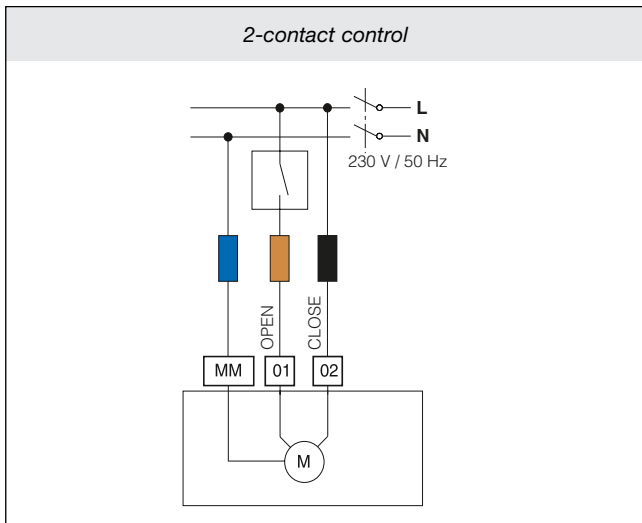 2-contact control
L
N
230 V / 50 Hz
OPEN
CLOSE
MM
01
02
M